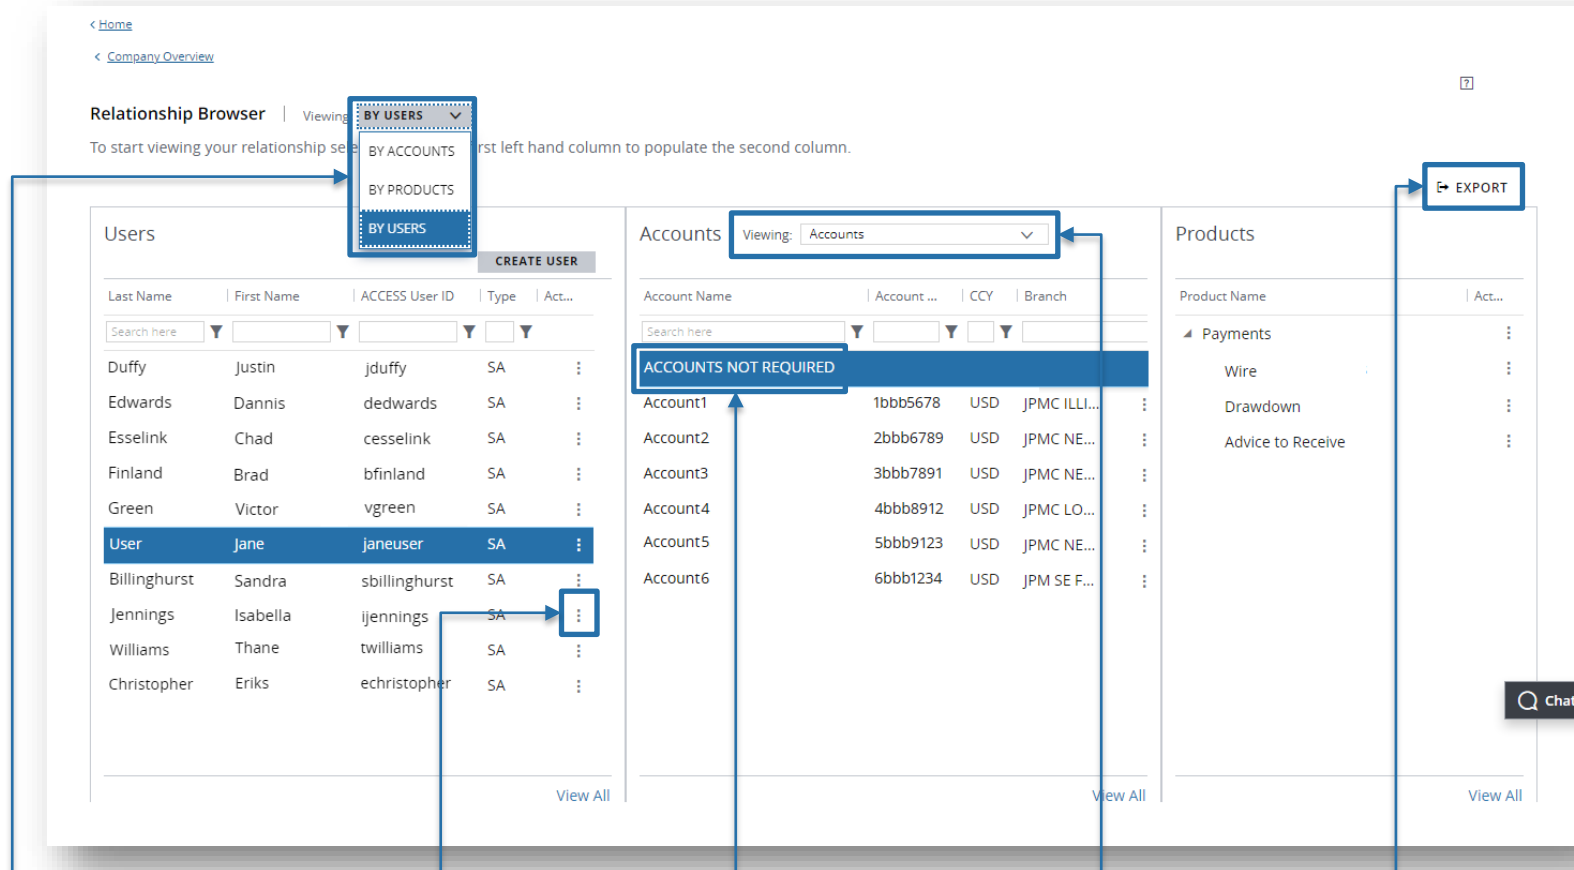 < Home
< Company Overview
?
Relationship Browser | Viewing BY USERS
To start viewing your relationship sele rst left hand column to populate the second column.
BY ACCOUNTS
BY PRODUCTS
BY USERS
EXPORT
Users
CREATE USER
Last Name First Name ACCESS User ID Type Act...
Search here
Duffy Justin jduffy SA
Edwards Dannis dedwards SA
Esselink Chad cesselink SA
Finland Brad bfinland SA
Green Victor vgreen SA
User Jane janeuser SA
Billinghurst Sandra sbillinghurst SA
Jennings Isabella ijennings SA
Williams Thane twilliams SA
Christopher Eriks echristopher SA
View All
Accounts Viewing: Accounts
Account Name Account ... CCY Branch
Search here
ACCOUNTS NOT REQUIRED
Account1 1bbb5678 USD JPMC ILLI...
Account2 2bbb6789 USD JPMC NE...
Account3 3bbb7891 USD JPMC NE...
Account4 4bbb8912 USD JPMC LO...
Account5 5bbb9123 USD JPMC NE...
Account6 6bbb1234 USD JPM SE F...
View All
Products
Product Name Act...
Payments
Wire
Drawdown
Advice to Receive
View All
Chat